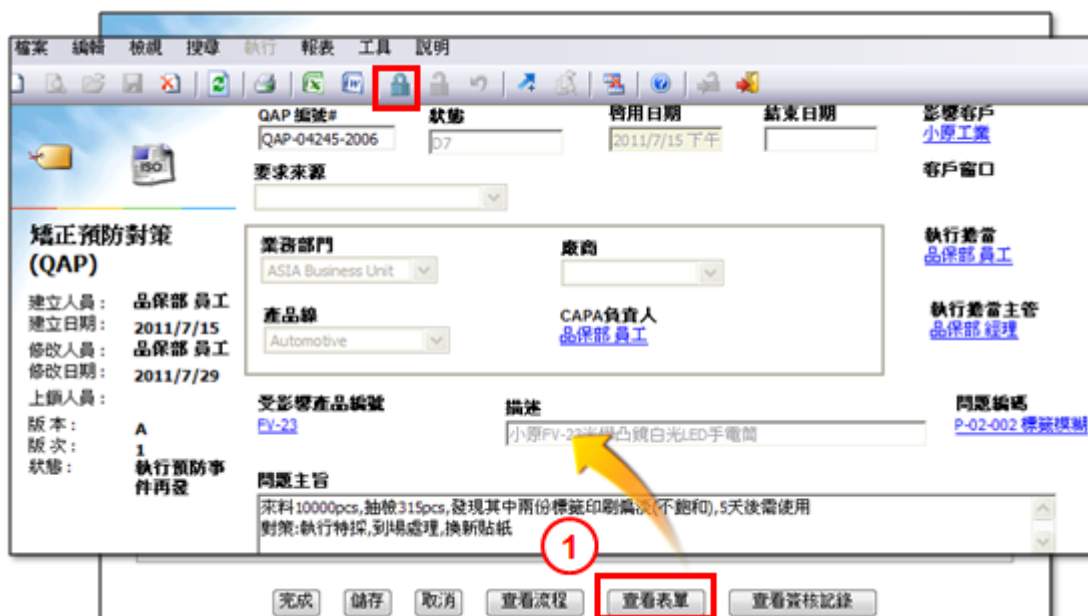 檔案 編輯 檢視 搜尋 執行 報表 工具 說明
QAP 編號# 狀態 啓用日期 結束日期 影響客戶
QAP-04245-2006 D7 2011/7/15 下午 小原工業
要求來源 客戶窗口
ISO
矯正預防對策
(QAP)
業務部門 廠商 執行擔當
ASIA Business Unit 品保部 員工
產品線 CAPA負責人 執行擔當主管
Automotive 品保部 員工 品保部 經理
建立人員： 品保部 員工
建立日期： 2011/7/15
修改人員： 品保部 員工
修改日期： 2011/7/29
上鎖人員：
版本： A
版次： 1
狀態： 執行預防事
件再發
受影響產品編號 描述 問題編碼
FV-23 小原FV-23光學凸鏡白光LED手電筒 P-02-002 標籤模糊
問題主旨
來料10000pcs,抽檢315pcs,發現其中兩份標籤印刷偏淡(不飽和),5天後需使用
對策:執行特採,到場處理,換新貼紙
1
完成 儲存 取消 查看流程 查看表單 查看簽核記錄